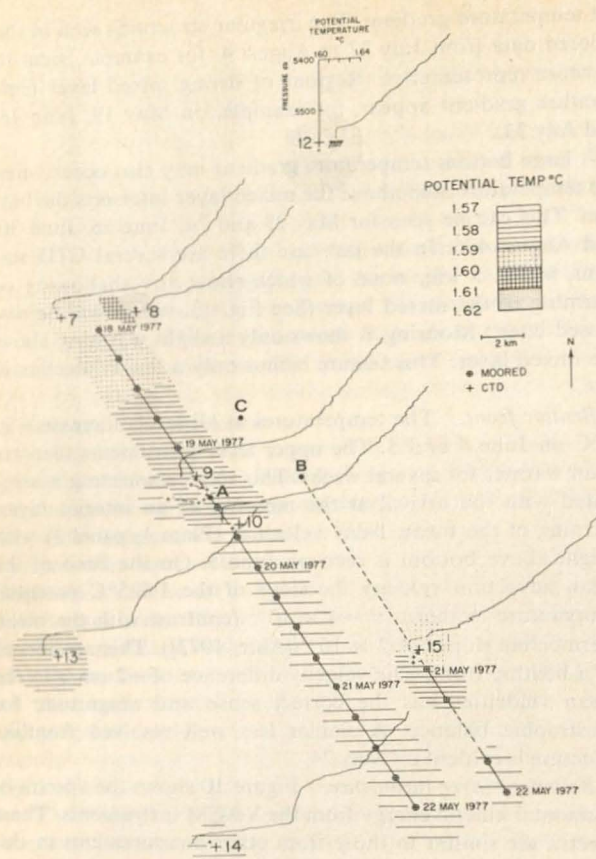 POTENTIAL
TEMPERATURE
°C
1.60 1.64
5400
PRESSURE db
5500
12+
POTENTIAL TEMP °C
1.57
1.58
1.59
1.60
1.61
1.62
2 km
N
• MOORED
+ CTD
+7
+8
18 MAY 1977
C
19 MAY 1977
+9
A
B
+10
20 MAY 1977
+13
+15
21 MAY 1977
21 MAY 1977
22 MAY 1977
22 MAY 1977
+14